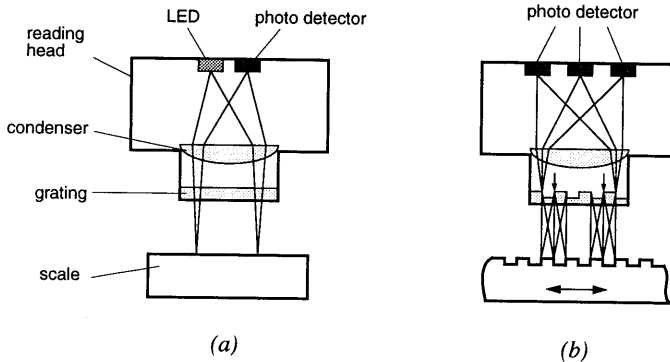 LED
photo detector
reading
head
condenser
grating
scale
(a)
photo detector
(b)